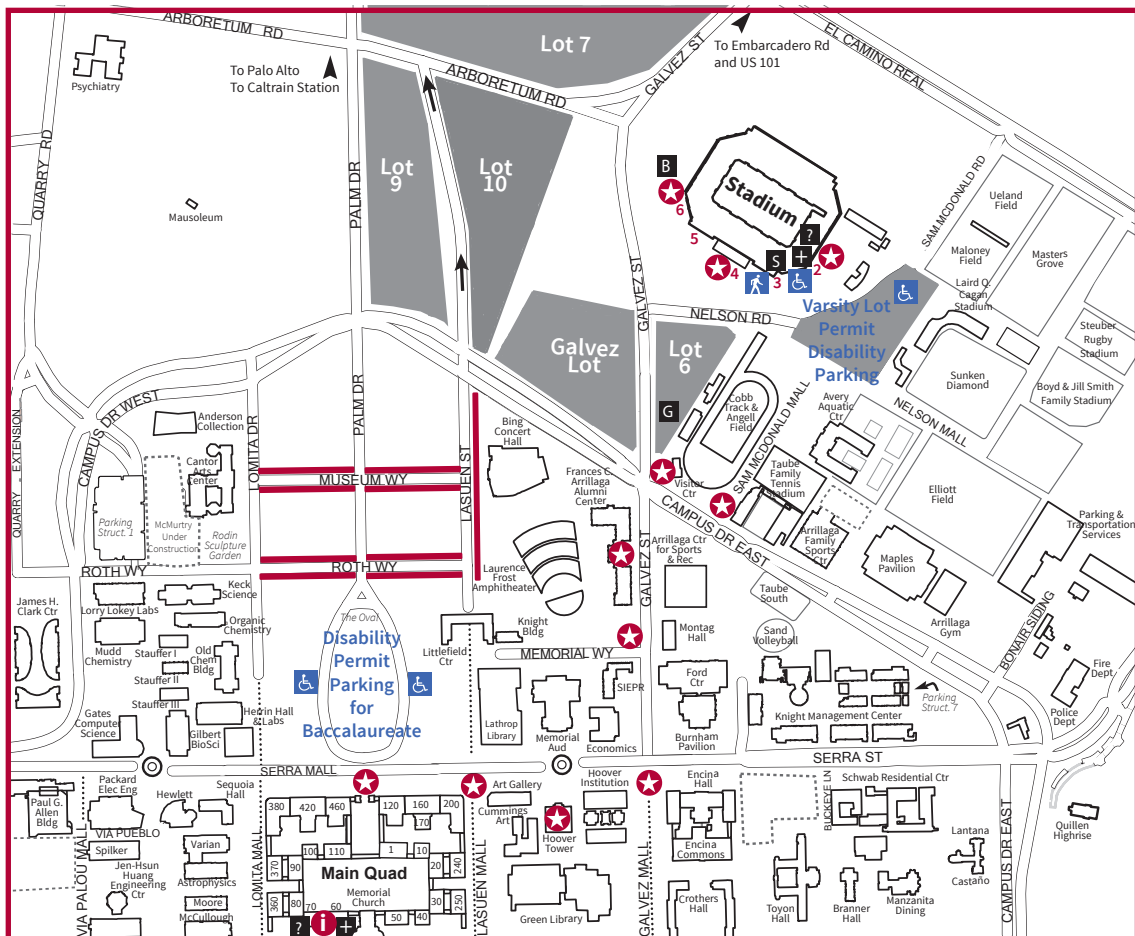 ARBORETUM RD
Lot 7
GALVEZ ST
To Embarcadero Rd
and US 101
EL CAMINO REAL
Psychiatry
To Palo Alto
To Caltrain Station
ARBORETUM RD
QUARRY RD
PALM DR
Lot
9
Lot
10
Mausoleum
B
6
5
Stadium
?
S
+
4
3
2
SAM MCDONALD RD
Ueland
Field
Maloney
Field
Masters
Grove
Laird Q.
Cagan
Stadium
GALVEZ ST
NELSON RD
Varsity Lot
Permit
Disability
Parking
Steuber
Rugby
Stadium
Galvez
Lot
Lot
6
Sunken
Diamond
Boyd & Jill Smith
Family Stadium
CAMPUS DR WEST
QUARRY EXTENSION
LOMITA DR
PALM DR
LASUEN ST
Anderson
Collection
Cantor
Arts
Center
Bing
Concert
Hall
G
Cobb
Track &
Angell
Field
SAM MCDONALD MALL
Avery
Aquatic
Ctr
NELSON MALL
MUSEUM WY
Frances C.
Arrillaga
Alumni
Center
Visitor
Ctr
Taube
Family
Tennis
Stadium
Elliott
Field
CAMPUS DR EAST
Parking
Struct. 1
McMurtry
Under
Construction
Rodin
Sculpture
Garden
Arrillaga
Family
Sports
Ctr
Parking &
Transportation
Services
Maples
Pavilion
ROTH WY
ROTH WY
Laurence
Frost
Amphitheater
GALVEZ ST
Arrillaga Ctr
for Sports
& Rec
Keck
Science
Taube
South
James H.
Clark Ctr
Lorry Lokey Labs
Organic
Chemistry
The Oval
Knight
Bldg
Montag
Hall
Sand
Volleyball
Arrillaga
Gym
BONAIR SIDING
Mudd
Chemistry
Stauffer I
Stauffer II
Stauffer III
Old
Chem
Bldg
Disability
Permit
Parking
for
Baccalaureate
Littlefield
Ctr
MEMORIAL WY
SIEPR
Ford
Ctr
Fire
Dept
Parking
Struct. 7
Police
Dept
Gates
Computer
Science
Gilbert
BioSci
Herrin Hall
& Labs
Lathrop
Library
Memorial
Aud
Economics
Burnham
Pavilion
Knight Management Center
SERRA MALL
SERRA ST
Packard
Elec Eng
Hewlett
Sequoia
Hall
Art Gallery
Hoover
Institution
Encina
Hall
Schwab Residential Ctr
Paul G.
Allen
Bldg
380
420
460
120
160
200
170
Cummings
Art
Hoover
Tower
BUCKEYE LN
Quillen
Highrise
VIA PUEBLO
Spilker
Varian
Encina
Commons
Lantana
Castaño
100
110
1
10
370
90
20
240
Jen-Hsun
Huang
Engineering
Ctr
Astrophysics
Main Quad
Memorial
Church
Moore
McCullough
360
80
70
60
50
40
30
250
?
i
+
Green Library
Crothers
Hall
Toyon
Hall
Branner
Hall
Manzanita
Dining
VIA PALOU MALL
LOMITA MALL
LASUEN MALL
GALVEZ MALL
CAMPUS DR EAST